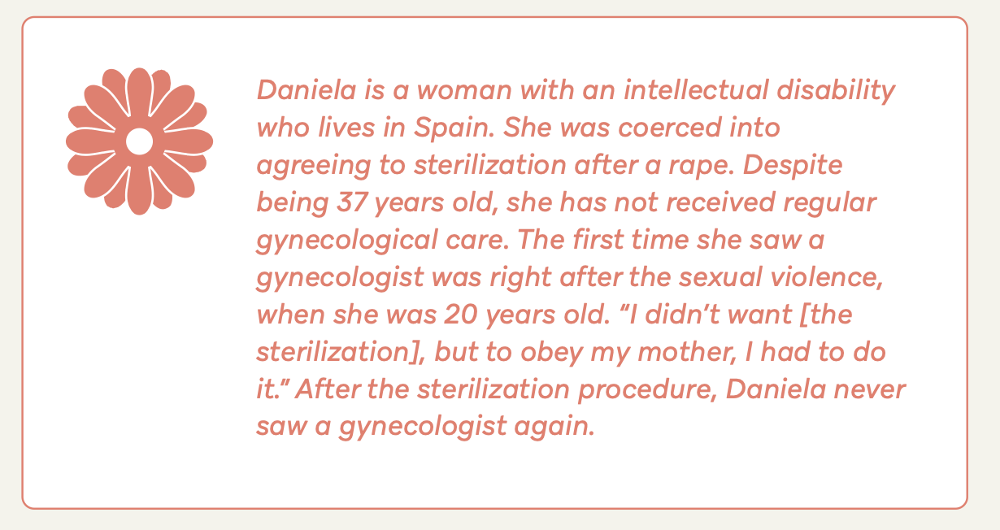 Daniela is a woman with an intellectual disability
who lives in Spain. She was coerced into
agreeing to sterilization after a rape. Despite
being 37 years old, she has not received regular
gynecological care. The first time she saw a
gynecologist was right after the sexual violence,
when she was 20 years old. “I didn’t want [the
sterilization], but to obey my mother, I had to do
it.” After the sterilization procedure, Daniela never
saw a gynecologist again.